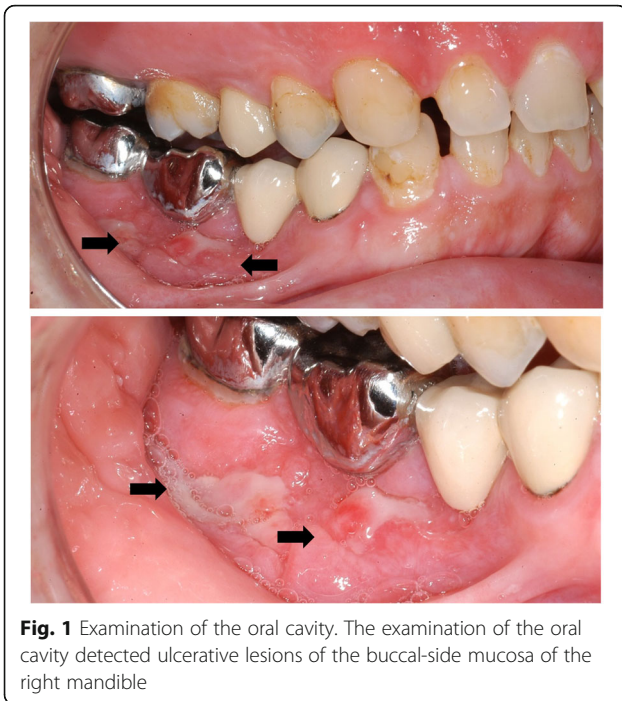 Fig. 1 Examination of the oral cavity. The examination of the oral
cavity detected ulcerative lesions of the buccal-side mucosa of the
right mandible